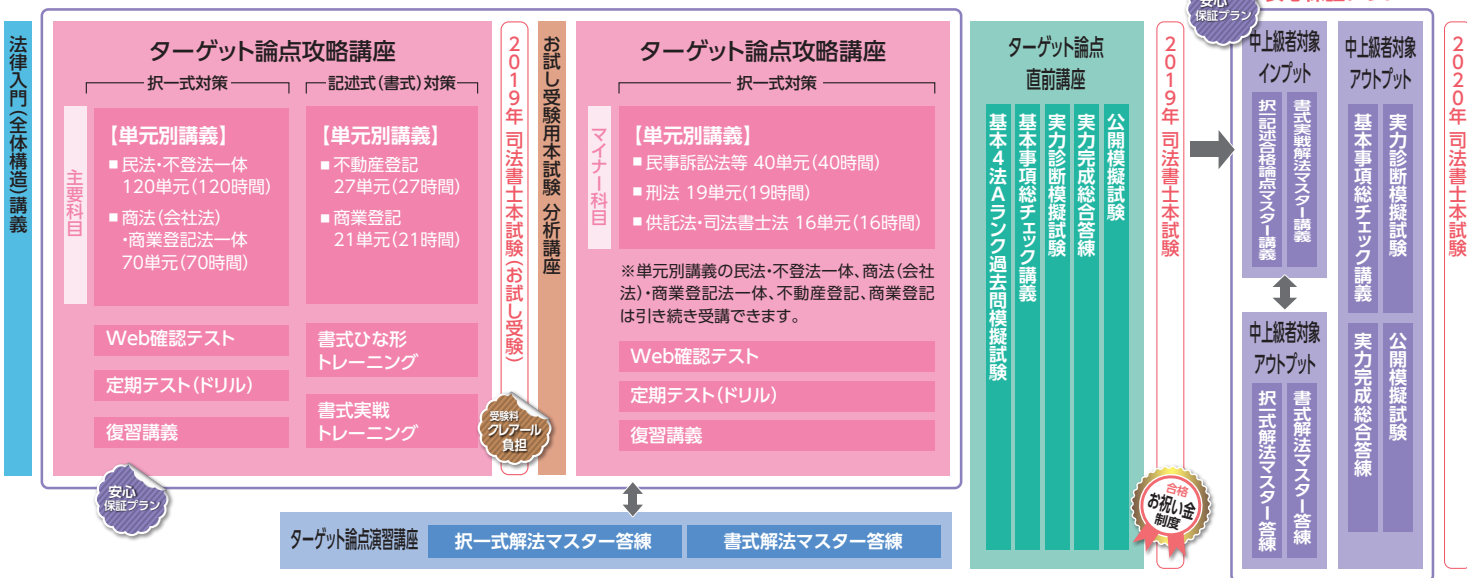 法律入門(全体構造)講義
ターゲット論点攻略講座
択一式対策
記述式(書式)対策
主要科目
【単元別講義】
■民法・不登法一体
120単元(120時間)
■商法(会社法)
・商業登記法一体
70単元(70時間)
【単元別講義】
■不動産登記
27単元(27時間)
■商業登記
21単元(21時間)
Web確認テスト
定期テスト(ドリル)
復習講義
書式ひな形
トレーニング
書式実戦
トレーニング
安心
保証プラン
2019年 司法書士本試験(お試し受験)
受験料
クレアール
負担
お試し受験用本試験 分析講座
ターゲット論点攻略講座
択一式対策
マイナー科目
【単元別講義】
■民事訴訟法等 40単元(40時間)
■刑法 19単元(19時間)
■供託法・司法書士法 16単元(16時間)
※単元別講義の民法・不登法一体、商法(会社
法)・商業登記法一体、不動産登記、商業登記
は引き続き受講できます。
Web確認テスト
定期テスト(ドリル)
復習講義
ターゲット論点演習講座
択一式解法マスター答練
書式解法マスター答練
ターゲット論点
直前講座
基本4法Aランク過去問模擬試験
基本事項総チェック講義
実力診断模擬試験
実力完成総合答練
公開模擬試験
2019年 司法書士本試験
合格
お祝い金
制度
安心
保証プラン
中上級者対象
インプット
択一記述合格論点マスター講義
書式実戦解法マスター講義
中上級者対象
アウトプット
択一式解法マスター答練
書式解法マスター答練
中上級者対象
アウトプット
基本事項総チェック講義
実力診断模擬試験
実力完成総合答練
公開模擬試験
2020年 司法書士本試験